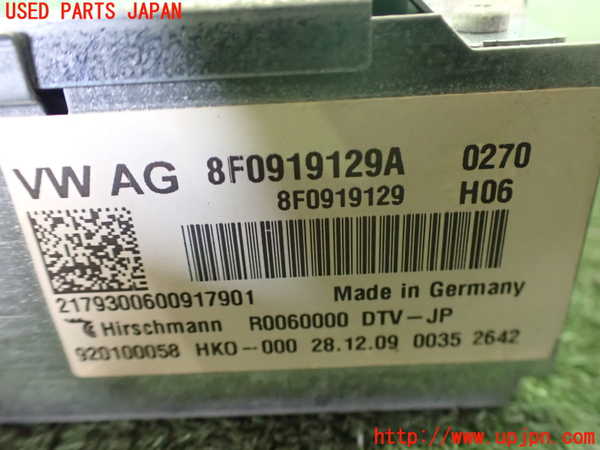 USED PARTS JAPAN
VW AG 8F0919129A 0270
8F0919129 H06
2179300600917901
Made in Germany
Hirschmann R0060000 DTV-JP
920100058 HKO-000 28.12.09 0035 2642
http://www.upjpn.com/